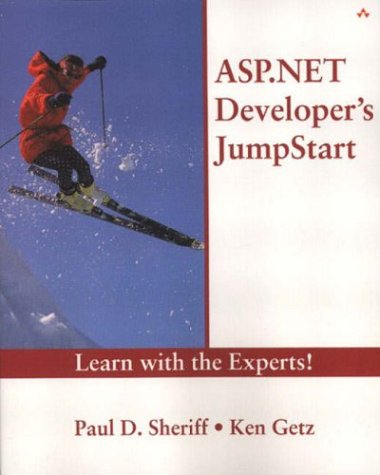 ASP.NET
Developer's
JumpStart
Learn with the Experts!
Paul D. Sheriff • Ken Getz